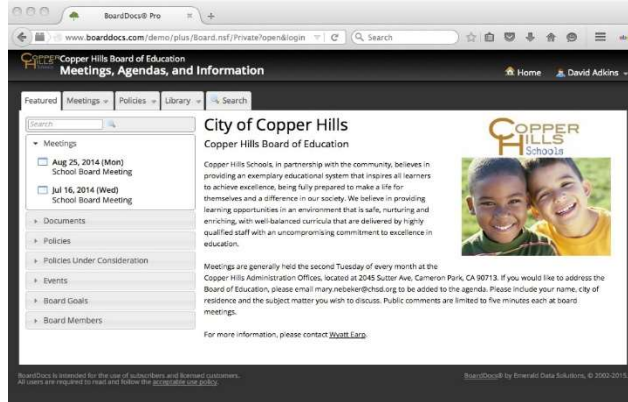 BoardDocs® Pro
www.boarddocs.com/demo/plus/Board.nsf/Private?open&login
Search
COPPER HILLS
Copper Hills Board of Education
Meetings, Agendas, and Information
Home
David Adkins
Featured Meetings Policies Library Search
Search
Meetings
Aug 25, 2014 (Mon)
School Board Meeting
Jul 16, 2014 (Wed)
School Board Meeting
Documents
Policies
Policies Under Consideration
Events
Board Goals
Board Members
City of Copper Hills
Copper Hills Board of Education
Copper Hills Schools, in partnership with the community, believes in
providing an exemplary educational system that inspires all learners
to achieve excellence, being fully prepared to make a life for
themselves and a difference in our society. We believe in providing
learning opportunities in an environment that is safe, nurturing and
enriching, with well-balanced curricula that are delivered by highly
qualified staff with an uncompromising commitment to excellence in
education.
COPPER
HILLS
Schools
Meetings are generally held the second Tuesday of every month at the
Copper Hills Administration Offices, located at 2045 Sutter Ave, Cameron Park, CA 90713. If you would like to address the
Board of Education, please email mary.nebeker@chsd.org to be added to the agenda. Please include your name, city of
residence and the subject matter you wish to discuss. Public comments are limited to five minutes each at board
meetings.
For more information, please contact Wyatt Earp.
BoardDocs is intended for the use of subscribers and licensed customers.
All users are required to read and follow the acceptable use policy.
BoardDocs® by Emerald Data Solutions, © 2002-2015.